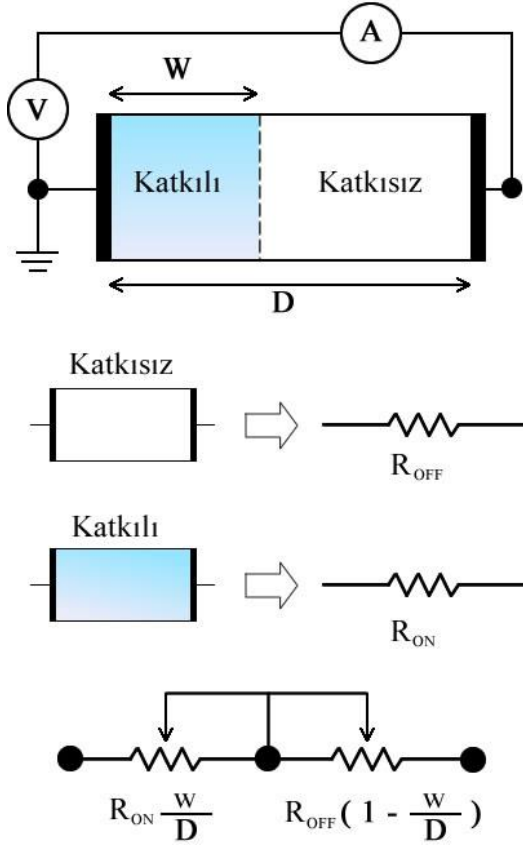 A
W
V
Katkılı Katkısız
D
Katkısız
R_OFF
Katkılı
R_ON
R_ON w/D R_OFF ( 1 - w/D )